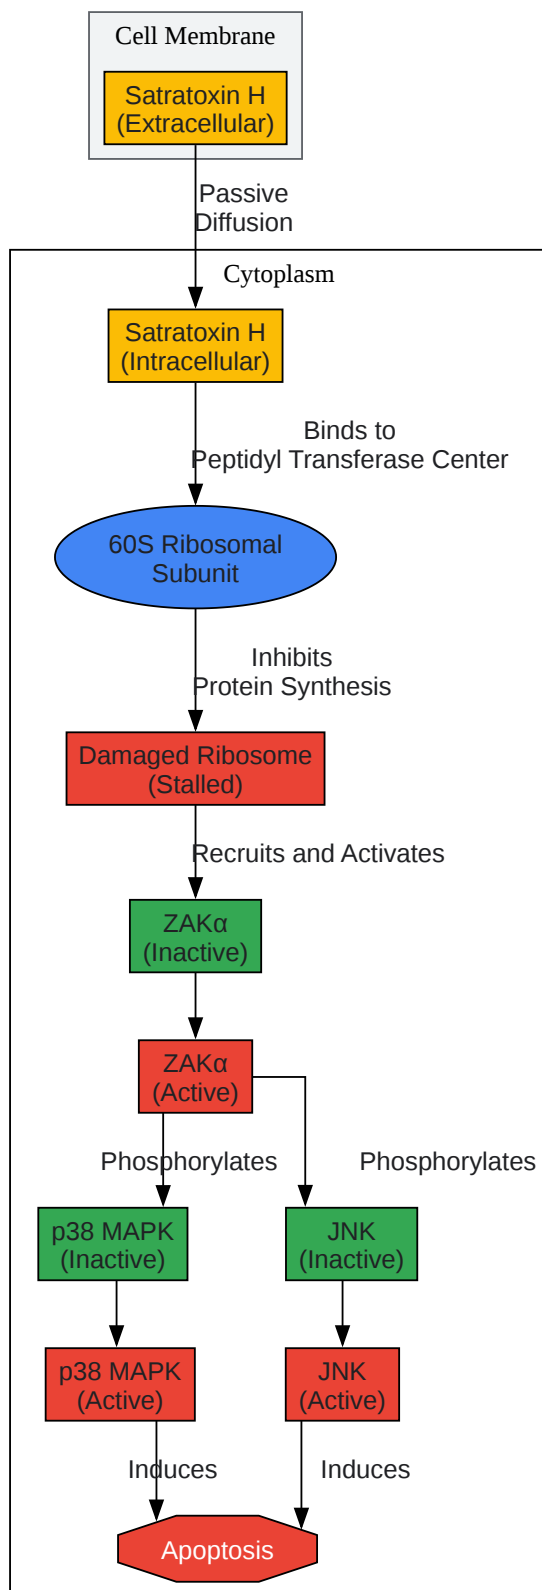 Cell Membrane
Satratoxin H
(Extracellular)
Passive
Diffusion
Cytoplasm
Satratoxin H
(Intracellular)
Binds to
Peptidyl Transferase Center
60S Ribosomal
Subunit
Inhibits
Protein Synthesis
Damaged Ribosome
(Stalled)
Recruits and Activates
ZAKα
(Inactive)
ZAKα
(Active)
Phosphorylates
Phosphorylates
p38 MAPK
(Inactive)
JNK
(Inactive)
p38 MAPK
(Active)
JNK
(Active)
Induces
Induces
Apoptosis